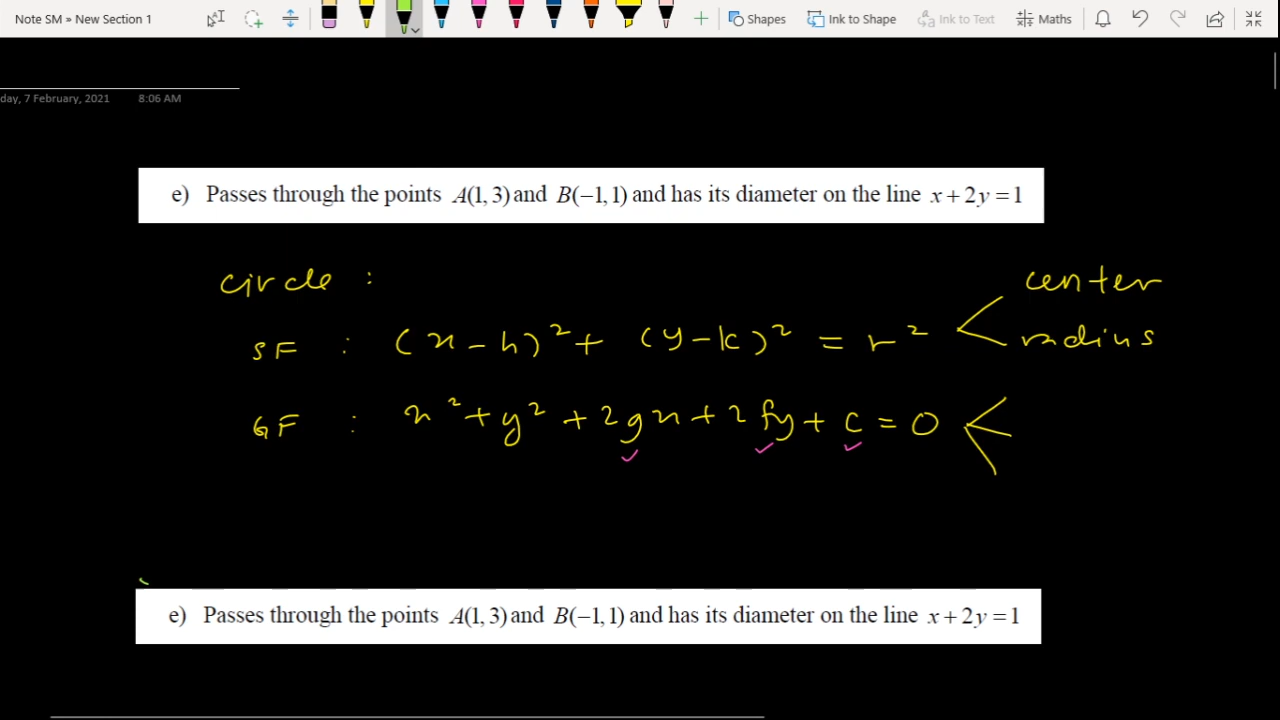 Note SM » New Section 1
Shapes
Ink to Shape
Ink to Text
Maths
day, 7 February, 2021 8:06 AM
e) Passes through the points A(1, 3) and B(−1, 1) and has its diameter on the line x + 2y = 1
circle :
center
SF : (x − h)² + (y − k)² = r²
radius
GF : x² + y² + 2gx + 2fy + c = 0
e) Passes through the points A(1, 3) and B(−1, 1) and has its diameter on the line x + 2y = 1